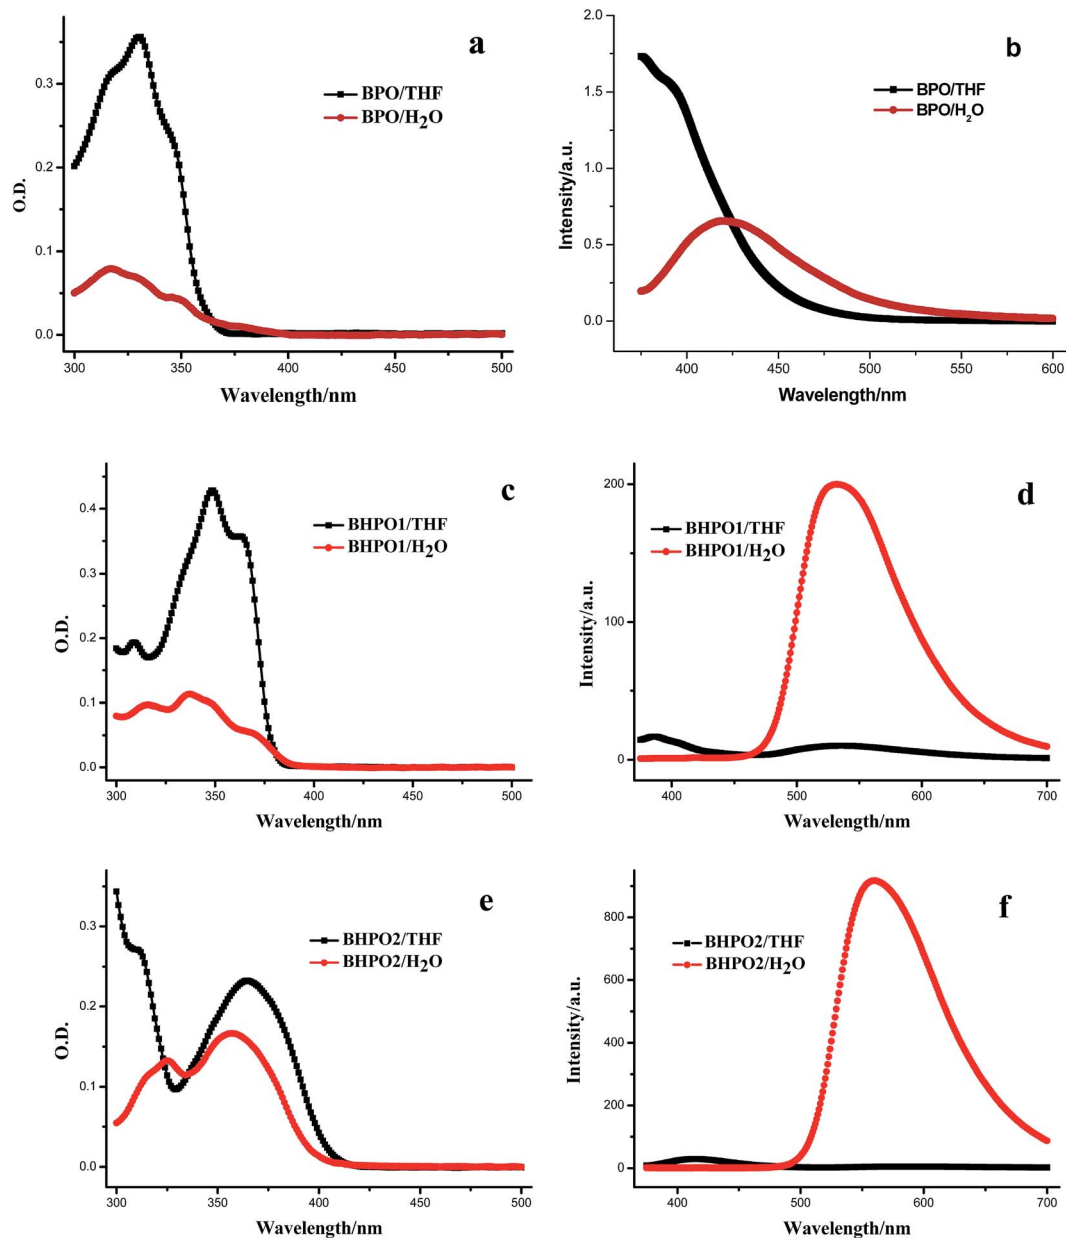 a
BPO/THF
BPO/H2O
O.D.
0.3
0.2
0.1
0.0
300
350
400
450
500
Wavelength/nm
b
BPO/THF
BPO/H2O
Intensity/a.u.
2.0
1.5
1.0
0.5
0.0
400
450
500
550
600
Wavelength/nm
c
BHPO1/THF
BHPO1/H2O
O.D.
0.4
0.3
0.2
0.1
0.0
300
350
400
450
500
Wavelength/nm
d
BHPO1/THF
BHPO1/H2O
Intensity/a.u.
200
100
0
400
500
600
700
Wavelength/nm
e
BHPO2/THF
BHPO2/H2O
O.D.
0.3
0.2
0.1
0.0
300
350
400
450
500
Wavelength/nm
f
BHPO2/THF
BHPO2/H2O
Intensity/a.u.
800
600
400
200
0
400
500
600
700
Wavelength/nm